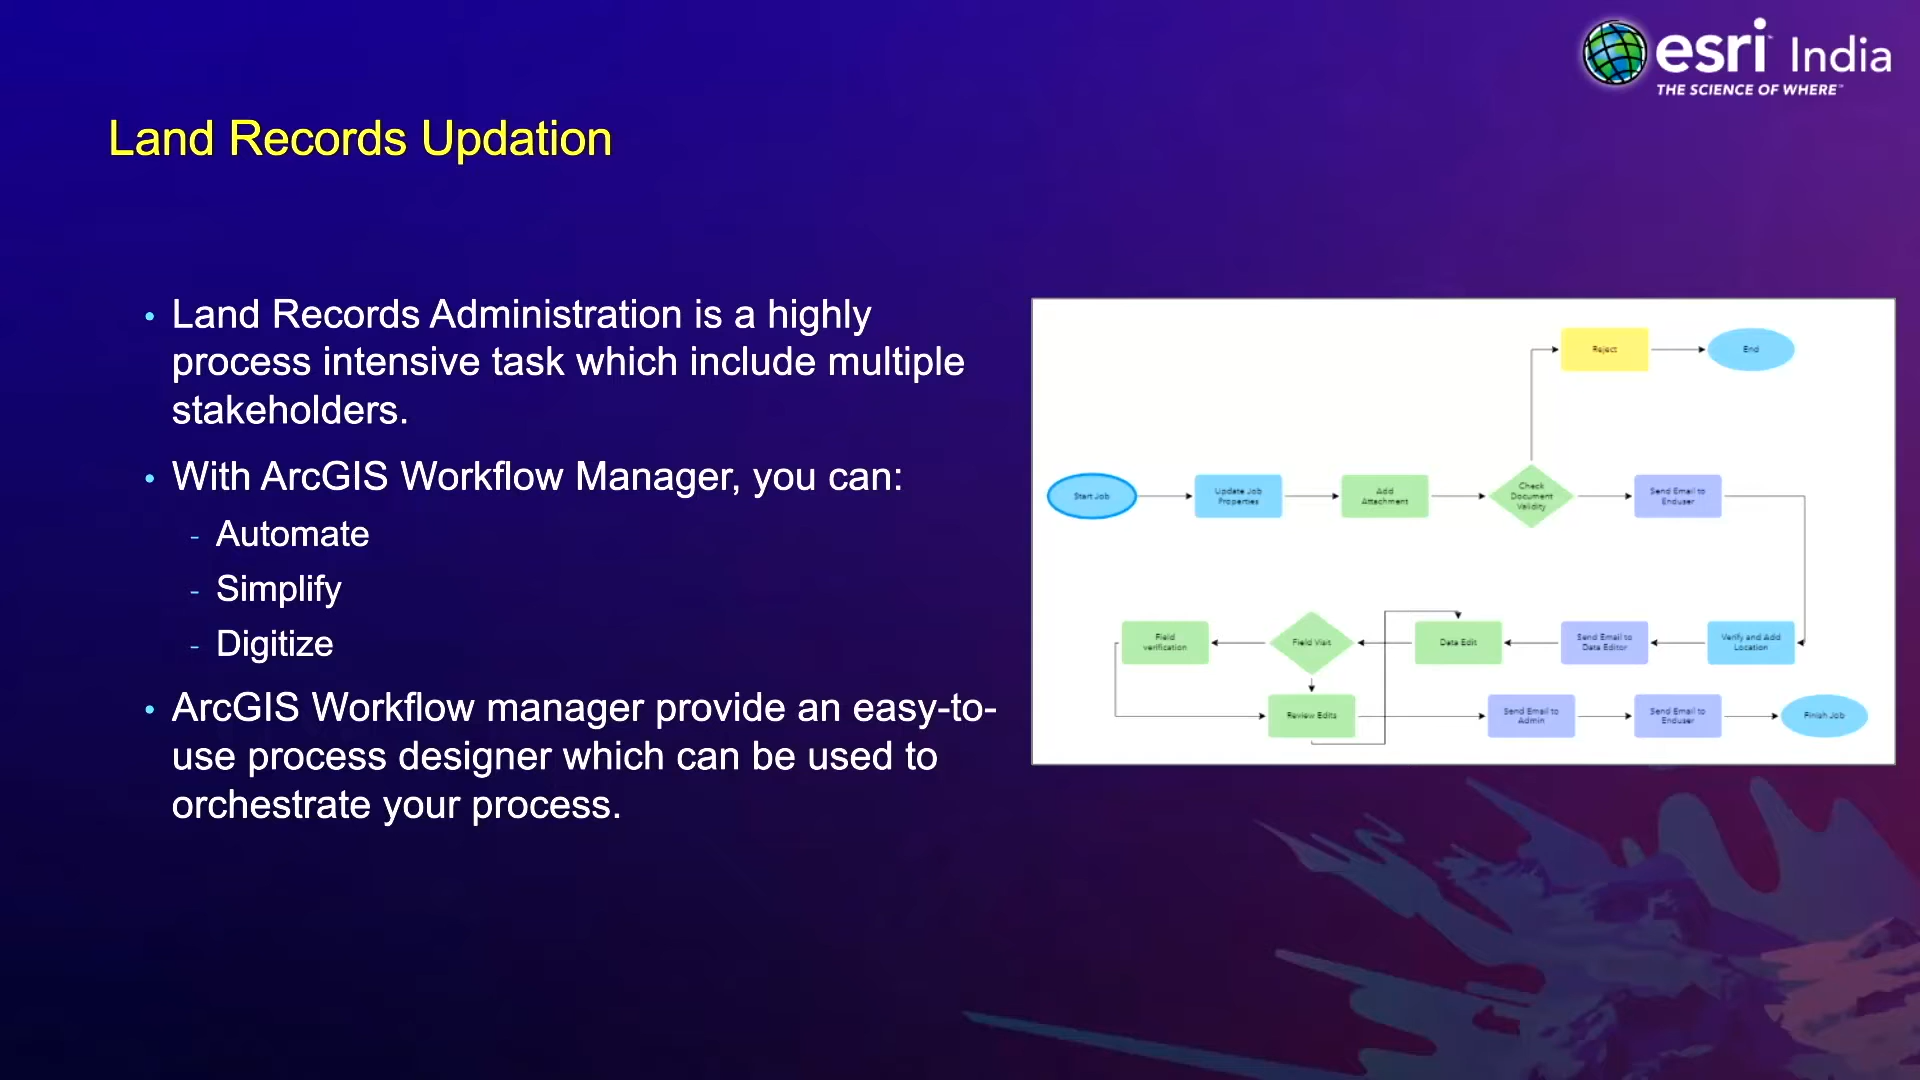 esri India
THE SCIENCE OF WHERE™
Land Records Updation
• Land Records Administration is a highly
process intensive task which include multiple
stakeholders.
• With ArcGIS Workflow Manager, you can:
- Automate
- Simplify
- Digitize
• ArcGIS Workflow manager provide an easy-to-
use process designer which can be used to
orchestrate your process.
Reject
End
Start Job
Update Job
Properties
Add
Attachment
Check
Document
Validity
Send Email to
Enduser
Field
verification
Field Visit
Data Edit
Send Email to
Data Editor
Verify and Add
Location
Review Edits
Send Email to
Admin
Send Email to
Enduser
Finish Job